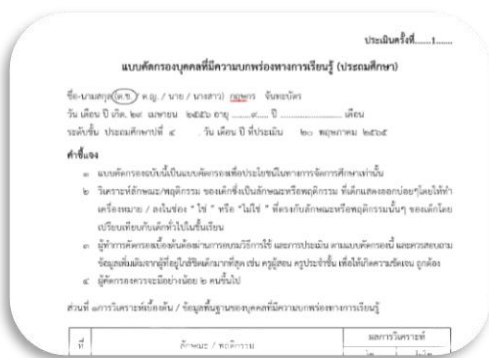 ประเมินครั้งที่.......1.......
แบบคัดกรองบุคคลที่มีความบกพร่องทางการเรียนรู้ (ประถมศึกษา)
ชื่อ-นามสกุล (ด.ช. / ด.ญ. / นาย / นางสาว) กฤษกร จันทะบัตร
วัน เดือน ปี เกิด. ๒๙ เมษายน ๒๕๕๖ อายุ .........๙..... ปี ........................ เดือน
ระดับชั้น ประถมศึกษาปีที่ ๔ . วัน เดือน ปี ที่ประเมิน ๒๐ พฤษภาคม ๒๕๖๕
คำชี้แจง
๑ แบบคัดกรองฉบับนี้เป็นแบบคัดกรองเพื่อประโยชน์ในทางการจัดการศึกษาเท่านั้น
๒ วิเคราะห์ลักษณะ/พฤติกรรม ของเด็กซึ่งเป็นลักษณะหรือพฤติกรรม ที่เด็กแสดงออกบ่อยๆโดยให้ทำ
เครื่องหมาย / ลงในช่อง " ใช่ " หรือ "ไม่ใช่ " ที่ตรงกับลักษณะหรือพฤติกรรมนั้นๆ ของเด็กโดย
เปรียบเทียบกับเด็กทั่วไปในชั้นเรียน
๓ ผู้ทำการคัดกรองเบื้องต้นต้องผ่านการอบรมวิธีการใช้ และการประเมิน ตามแบบคัดกรองนี้ และควรสอบถาม
ข้อมูลเพิ่มเติมจากผู้ที่อยู่ใกล้ชิดเด็กมากที่สุด เช่น ครูผู้สอน ครูประจำชั้น เพื่อให้เกิดความชัดเจน ถูกต้อง
๔ ผู้คัดกรองควรจะมีอย่างน้อย ๒ คนขึ้นไป
ส่วนที่ ๑การวิเคราะห์เบื้องต้น / ข้อมูลพื้นฐานของบุคคลที่มีความบกพร่องทางการเรียนรู้
ที่ ลักษณะ / พฤติกรรม ผลการวิเคราะห์